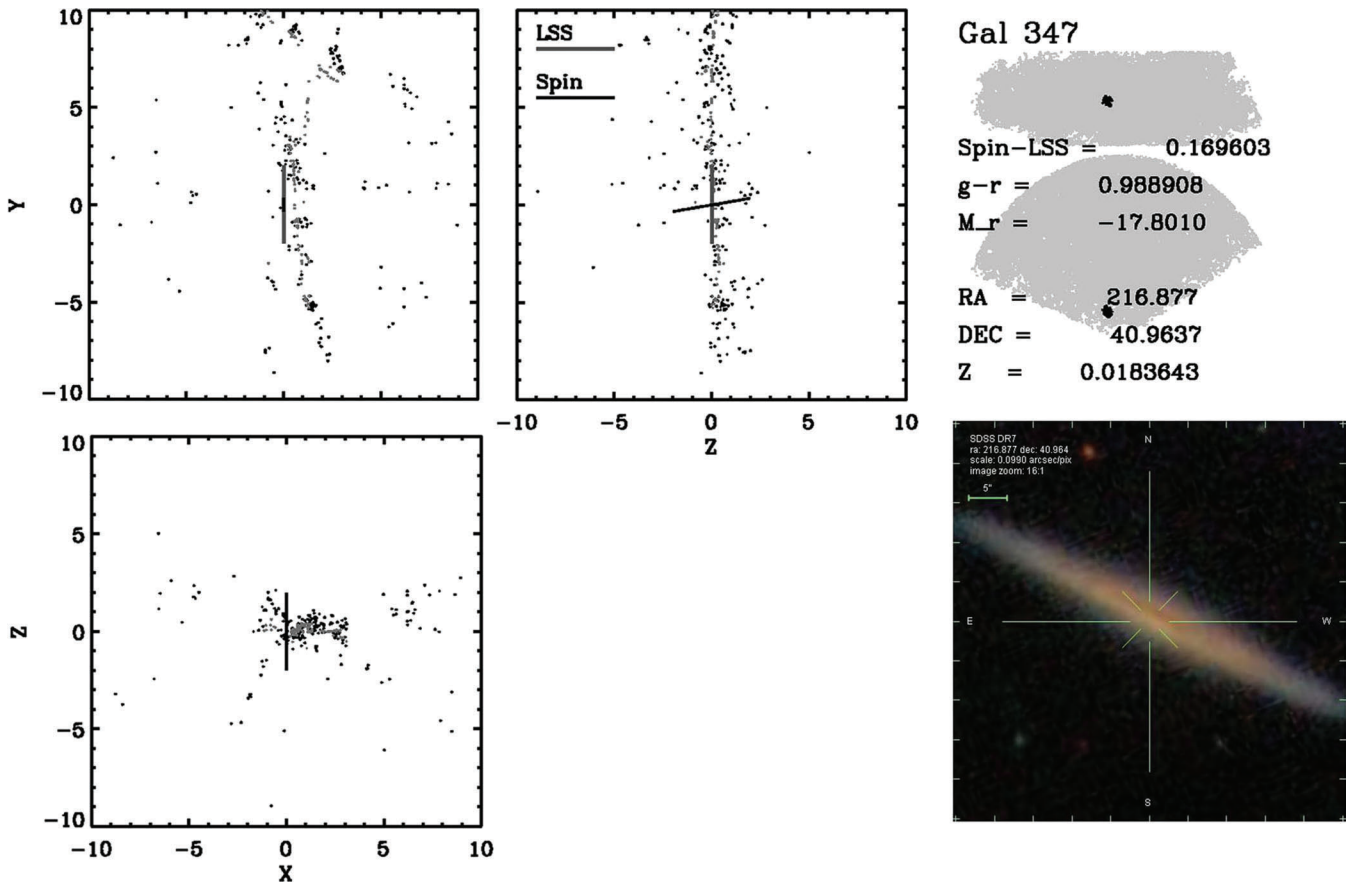 10
5
0
−5
−10
Y
LSS
Spin
−10
−5
0
5
10
Z
Gal 347
Spin−LSS = 0.169603
g−r = 0.988908
M_r = −17.8010
RA = 216.877
DEC = 40.9637
Z = 0.0183643
10
5
0
−5
−10
Z
−10
−5
0
5
10
X
SDSS DR7
ra: 216.877 dec: 40.964
scale: 0.0990 arcsec/pix
image zoom: 16:1
5"
N
E
W
S